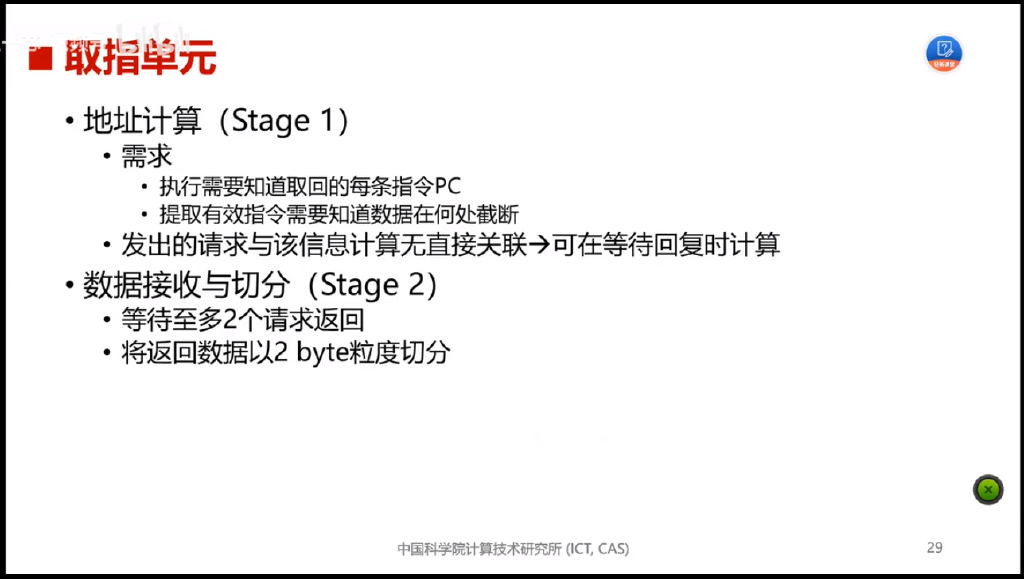 取指单元
• 地址计算（Stage 1）
• 需求
• 执行需要知道取回的每条指令PC
• 提取有效指令需要知道数据在何处截断
• 发出的请求与该信息计算无直接关联→可在等待回复时计算
• 数据接收与切分（Stage 2）
• 等待至多2个请求返回
• 将返回数据以2 byte粒度切分
中国科学院计算技术研究所 (ICT, CAS)
29